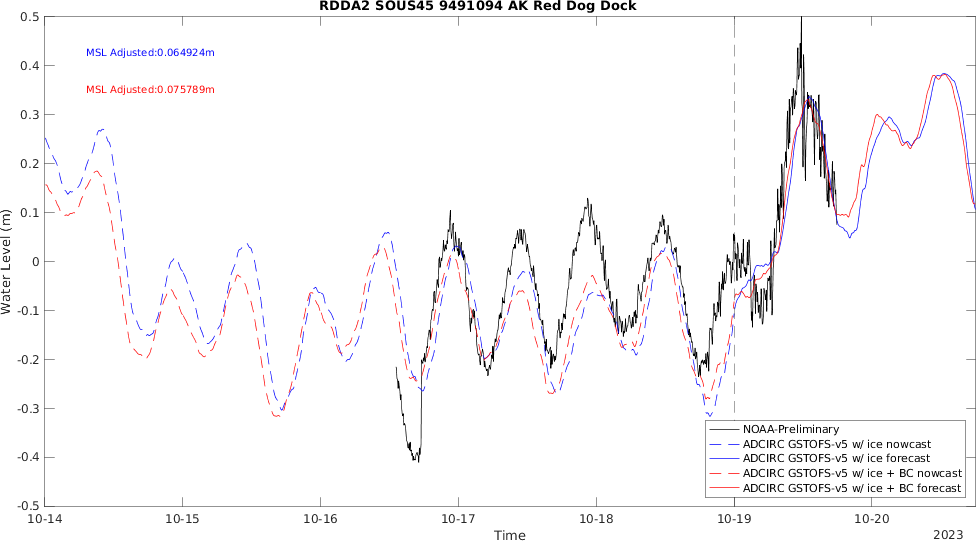 RDDA2 SOUS45 9491094 AK Red Dog Dock
MSL Adjusted:0.064924m
MSL Adjusted:0.075789m
Water Level (m)
0.5
0.4
0.3
0.2
0.1
0
-0.1
-0.2
-0.3
-0.4
-0.5
NOAA-Preliminary
ADCIRC GSTOFS-v5 w/ ice nowcast
ADCIRC GSTOFS-v5 w/ ice forecast
ADCIRC GSTOFS-v5 w/ ice + BC nowcast
ADCIRC GSTOFS-v5 w/ ice + BC forecast
10-14 10-15 10-16 10-17 10-18 10-19 10-20
Time
2023